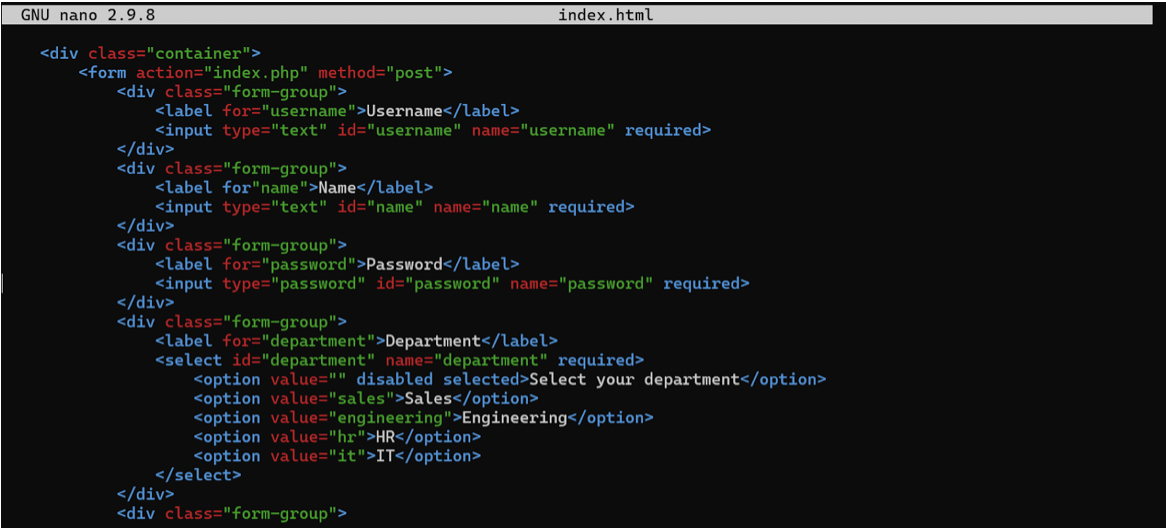 GNU nano 2.9.8 index.html
<div class="container">
<form action="index.php" method="post">
<div class="form-group">
<label for="username">Username</label>
<input type="text" id="username" name="username" required>
</div>
<div class="form-group">
<label for"name">Name</label>
<input type="text" id="name" name="name" required>
</div>
<div class="form-group">
<label for="password">Password</label>
<input type="password" id="password" name="password" required>
</div>
<div class="form-group">
<label for="department">Department</label>
<select id="department" name="department" required>
<option value="" disabled selected>Select your department</option>
<option value="sales">Sales</option>
<option value="engineering">Engineering</option>
<option value="hr">HR</option>
<option value="it">IT</option>
</select>
</div>
<div class="form-group">